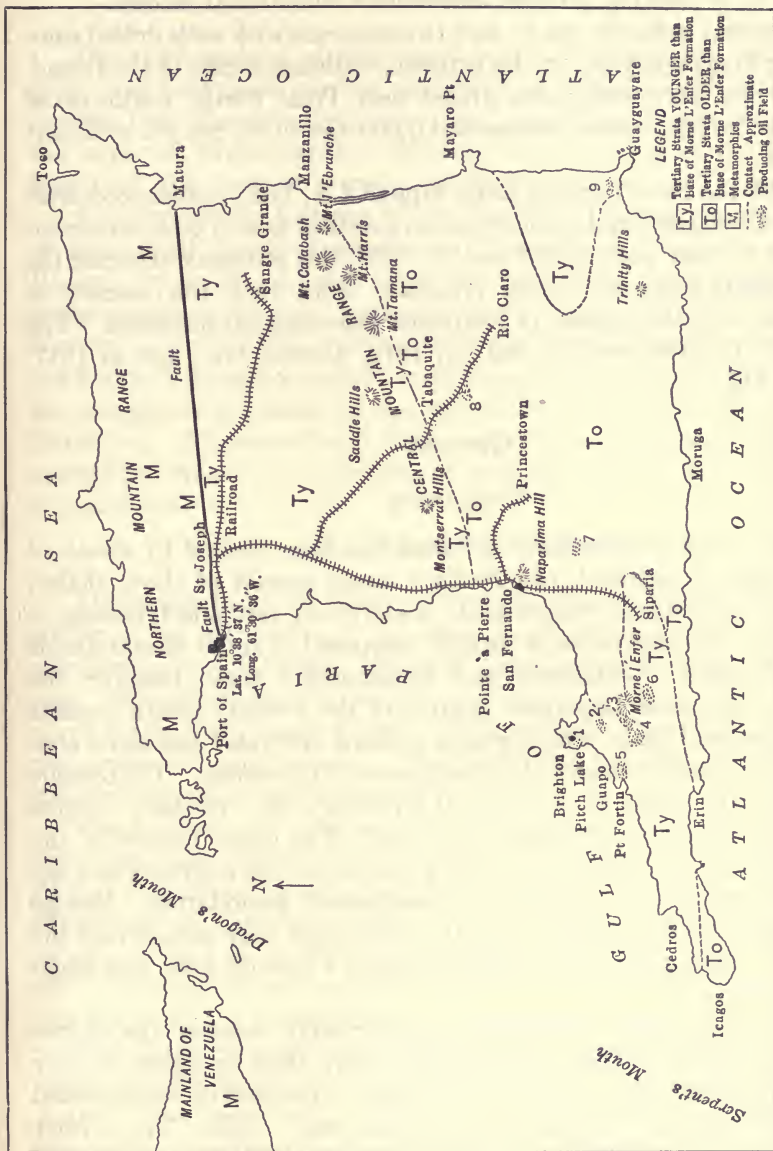 CARIBBEAN SEA
Toco
NORTHERN MOUNTAIN RANGE
M
M
M
M
Matura
Fault
Fault
St Joseph
Port of Spain
Lat. 10°38′ 37″ N.
Long. 61°30′ 30″ W.
Railroad
Ty
Ty
Sangre Grande
Manzanillo
Mt. Calabash
Mt. l'Ebrunche
Mt. Harris
Mt. Tamana
CENTRAL MOUNTAIN RANGE
Saddle Hills
Montserrat Hills
Tabaquite
Ty
Ty
To
Ty
To
To
8
Rio Claro
Mayaro Pt
Princestown
Pointe a Pierre
San Fernando
Naparima Hill
GULF OF PARIA
Dragon's Mouth
N
MAINLAND OF
VENEZUELA
M
Brighton
Pitch Lake
1
Guapo
2
3
Pt Fortin
5
4
Morne l Enfer
6
7
Siparia
To
Ty
9
Guayguayare
Trinity Hills
Cedros
Ty
Ty
To
Erin
Moruga
To
Icagos
Serpent's Mouth
ATLANTIC OCEAN
ATLANTIC OCEAN
LEGEND
Ty Tertiary Strata YOUNGER than
Base of Morne L'Enfer Formation
To Tertiary Strata OLDER than
Base of Morne L'Enfer Formation
M Metamorphics
Contact Approximate
Producing Oil Field